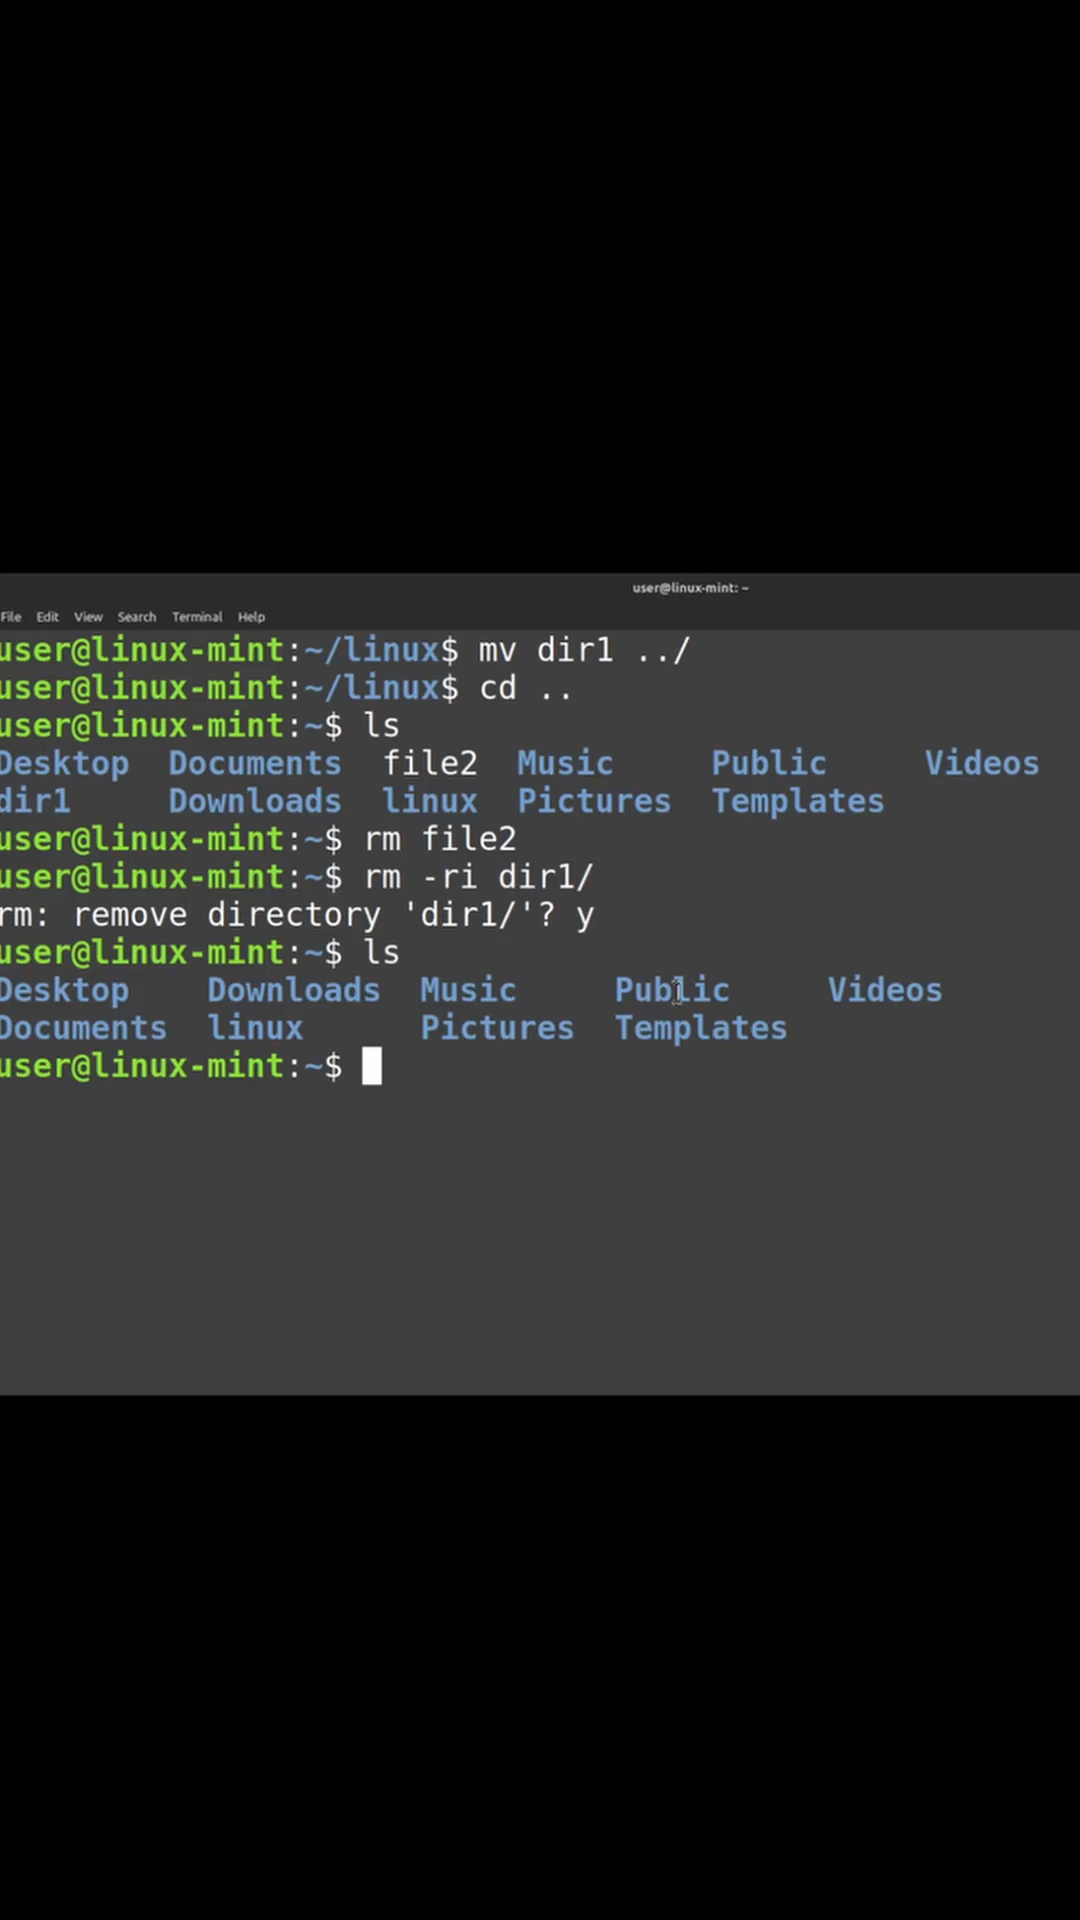 user@linux-mint: ~
File Edit View Search Terminal Help
user@linux-mint:~/linux$ mv dir1 ../
user@linux-mint:~/linux$ cd ..
user@linux-mint:~$ ls
Desktop Documents file2 Music Public Videos
dir1 Downloads linux Pictures Templates
user@linux-mint:~$ rm file2
user@linux-mint:~$ rm -ri dir1/
rm: remove directory 'dir1/'? y
user@linux-mint:~$ ls
Desktop Downloads Music Public Videos
Documents linux Pictures Templates
user@linux-mint:~$